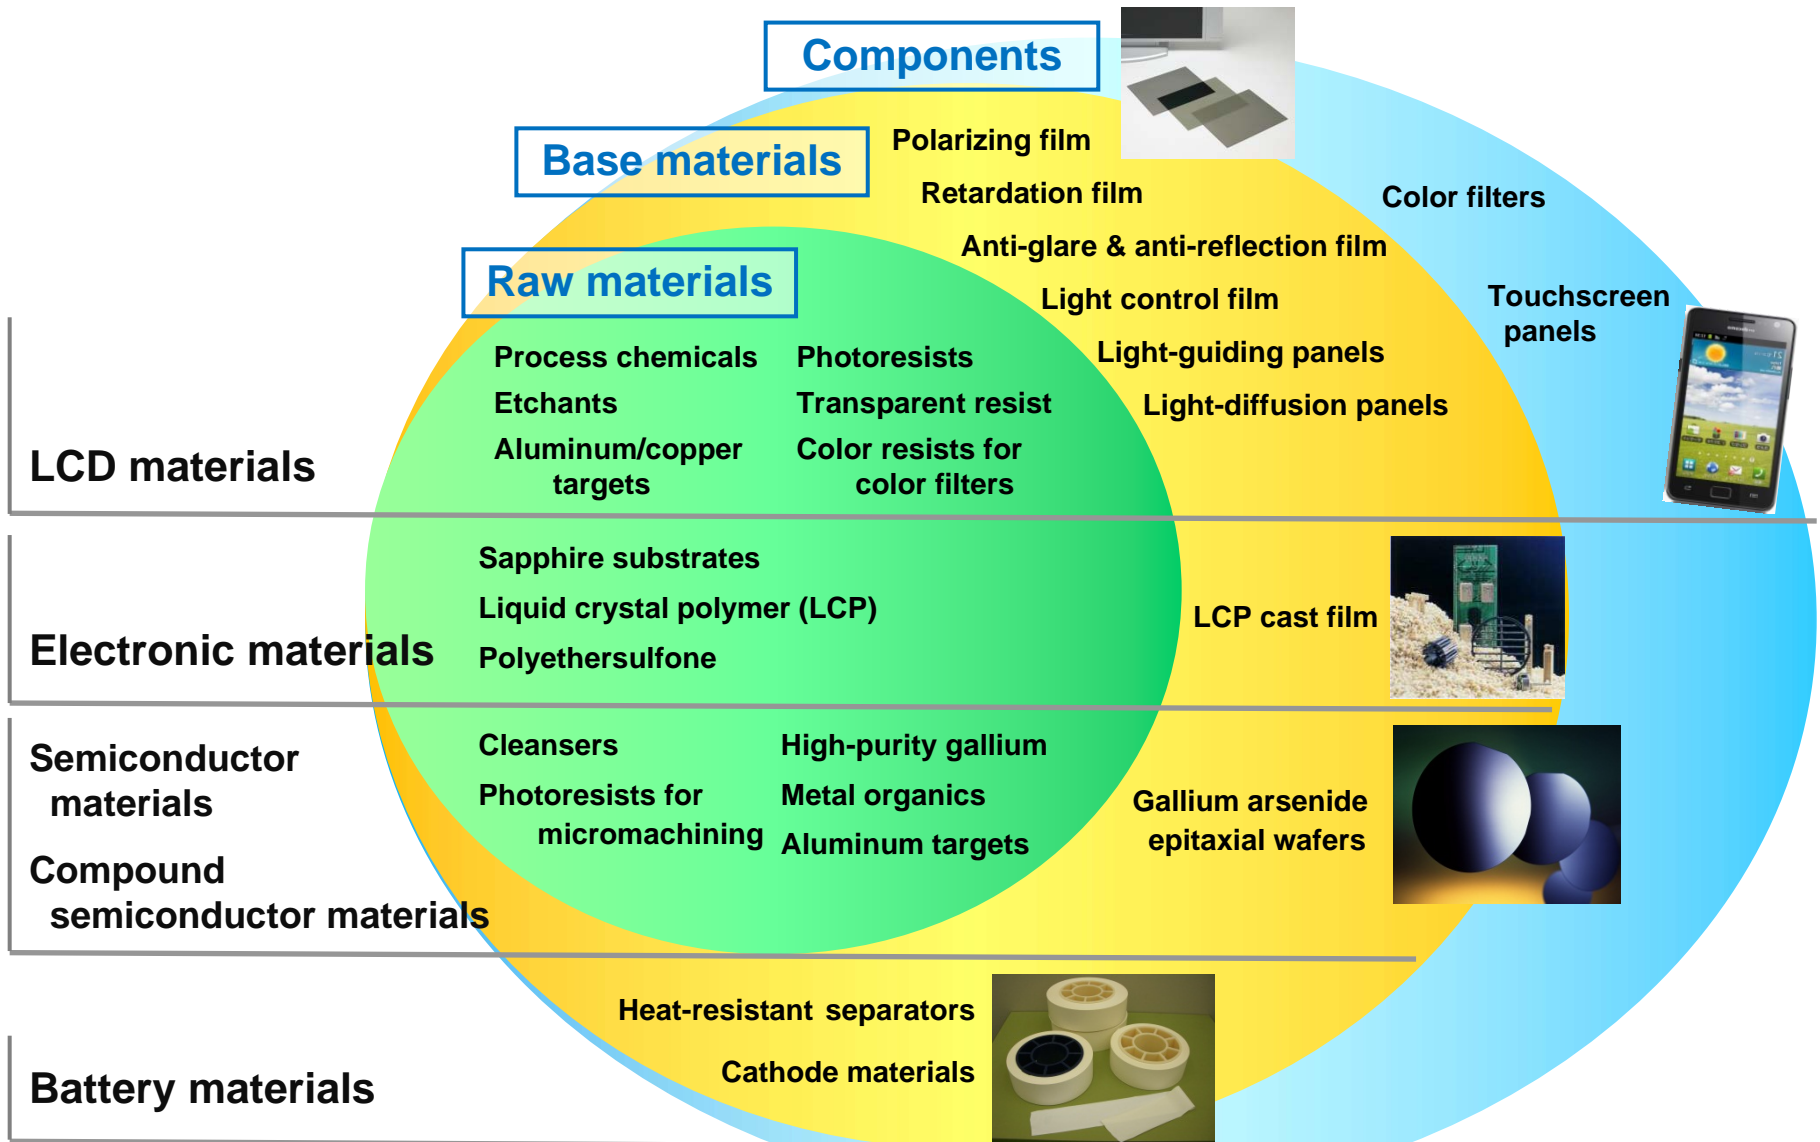 Components
Base materials
Polarizing film
Retardation film
Color filters
Anti-glare & anti-reflection film
Raw materials
Light control film
Touchscreen
panels
Process chemicals
Photoresists
Light-guiding panels
Etchants
Transparent resist
Light-diffusion panels
LCD materials
Aluminum/copper
targets
Color resists for
color filters
Sapphire substrates
Liquid crystal polymer (LCP)
LCP cast film
Electronic materials
Polyethersulfone
Semiconductor
materials
Cleansers
High-purity gallium
Photoresists for
micromachining
Metal organics
Aluminum targets
Gallium arsenide
epitaxial wafers
Compound
semiconductor materials
Heat-resistant separators
Cathode materials
Battery materials